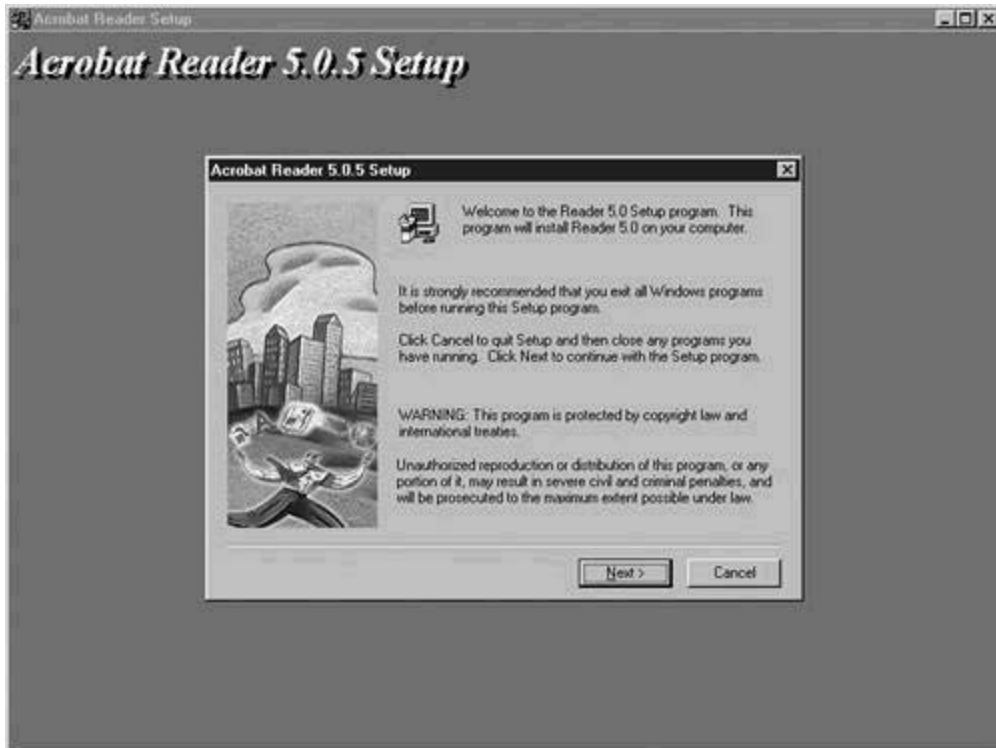 Acrobat Reader Setup
Acrobat Reader 5.0.5 Setup
Acrobat Reader 5.0.5 Setup
Welcome to the Reader 5.0 Setup program. This
program will install Reader 5.0 on your computer.
It is strongly recommended that you exit all Windows programs
before running this Setup program.
Click Cancel to quit Setup and then close any programs you
have running. Click Next to continue with the Setup program.
WARNING: This program is protected by copyright law and
international treaties.
Unauthorized reproduction or distribution of this program, or any
portion of it, may result in severe civil and criminal penalties, and
will be prosecuted to the maximum extent possible under law.
A
Next >
Cancel